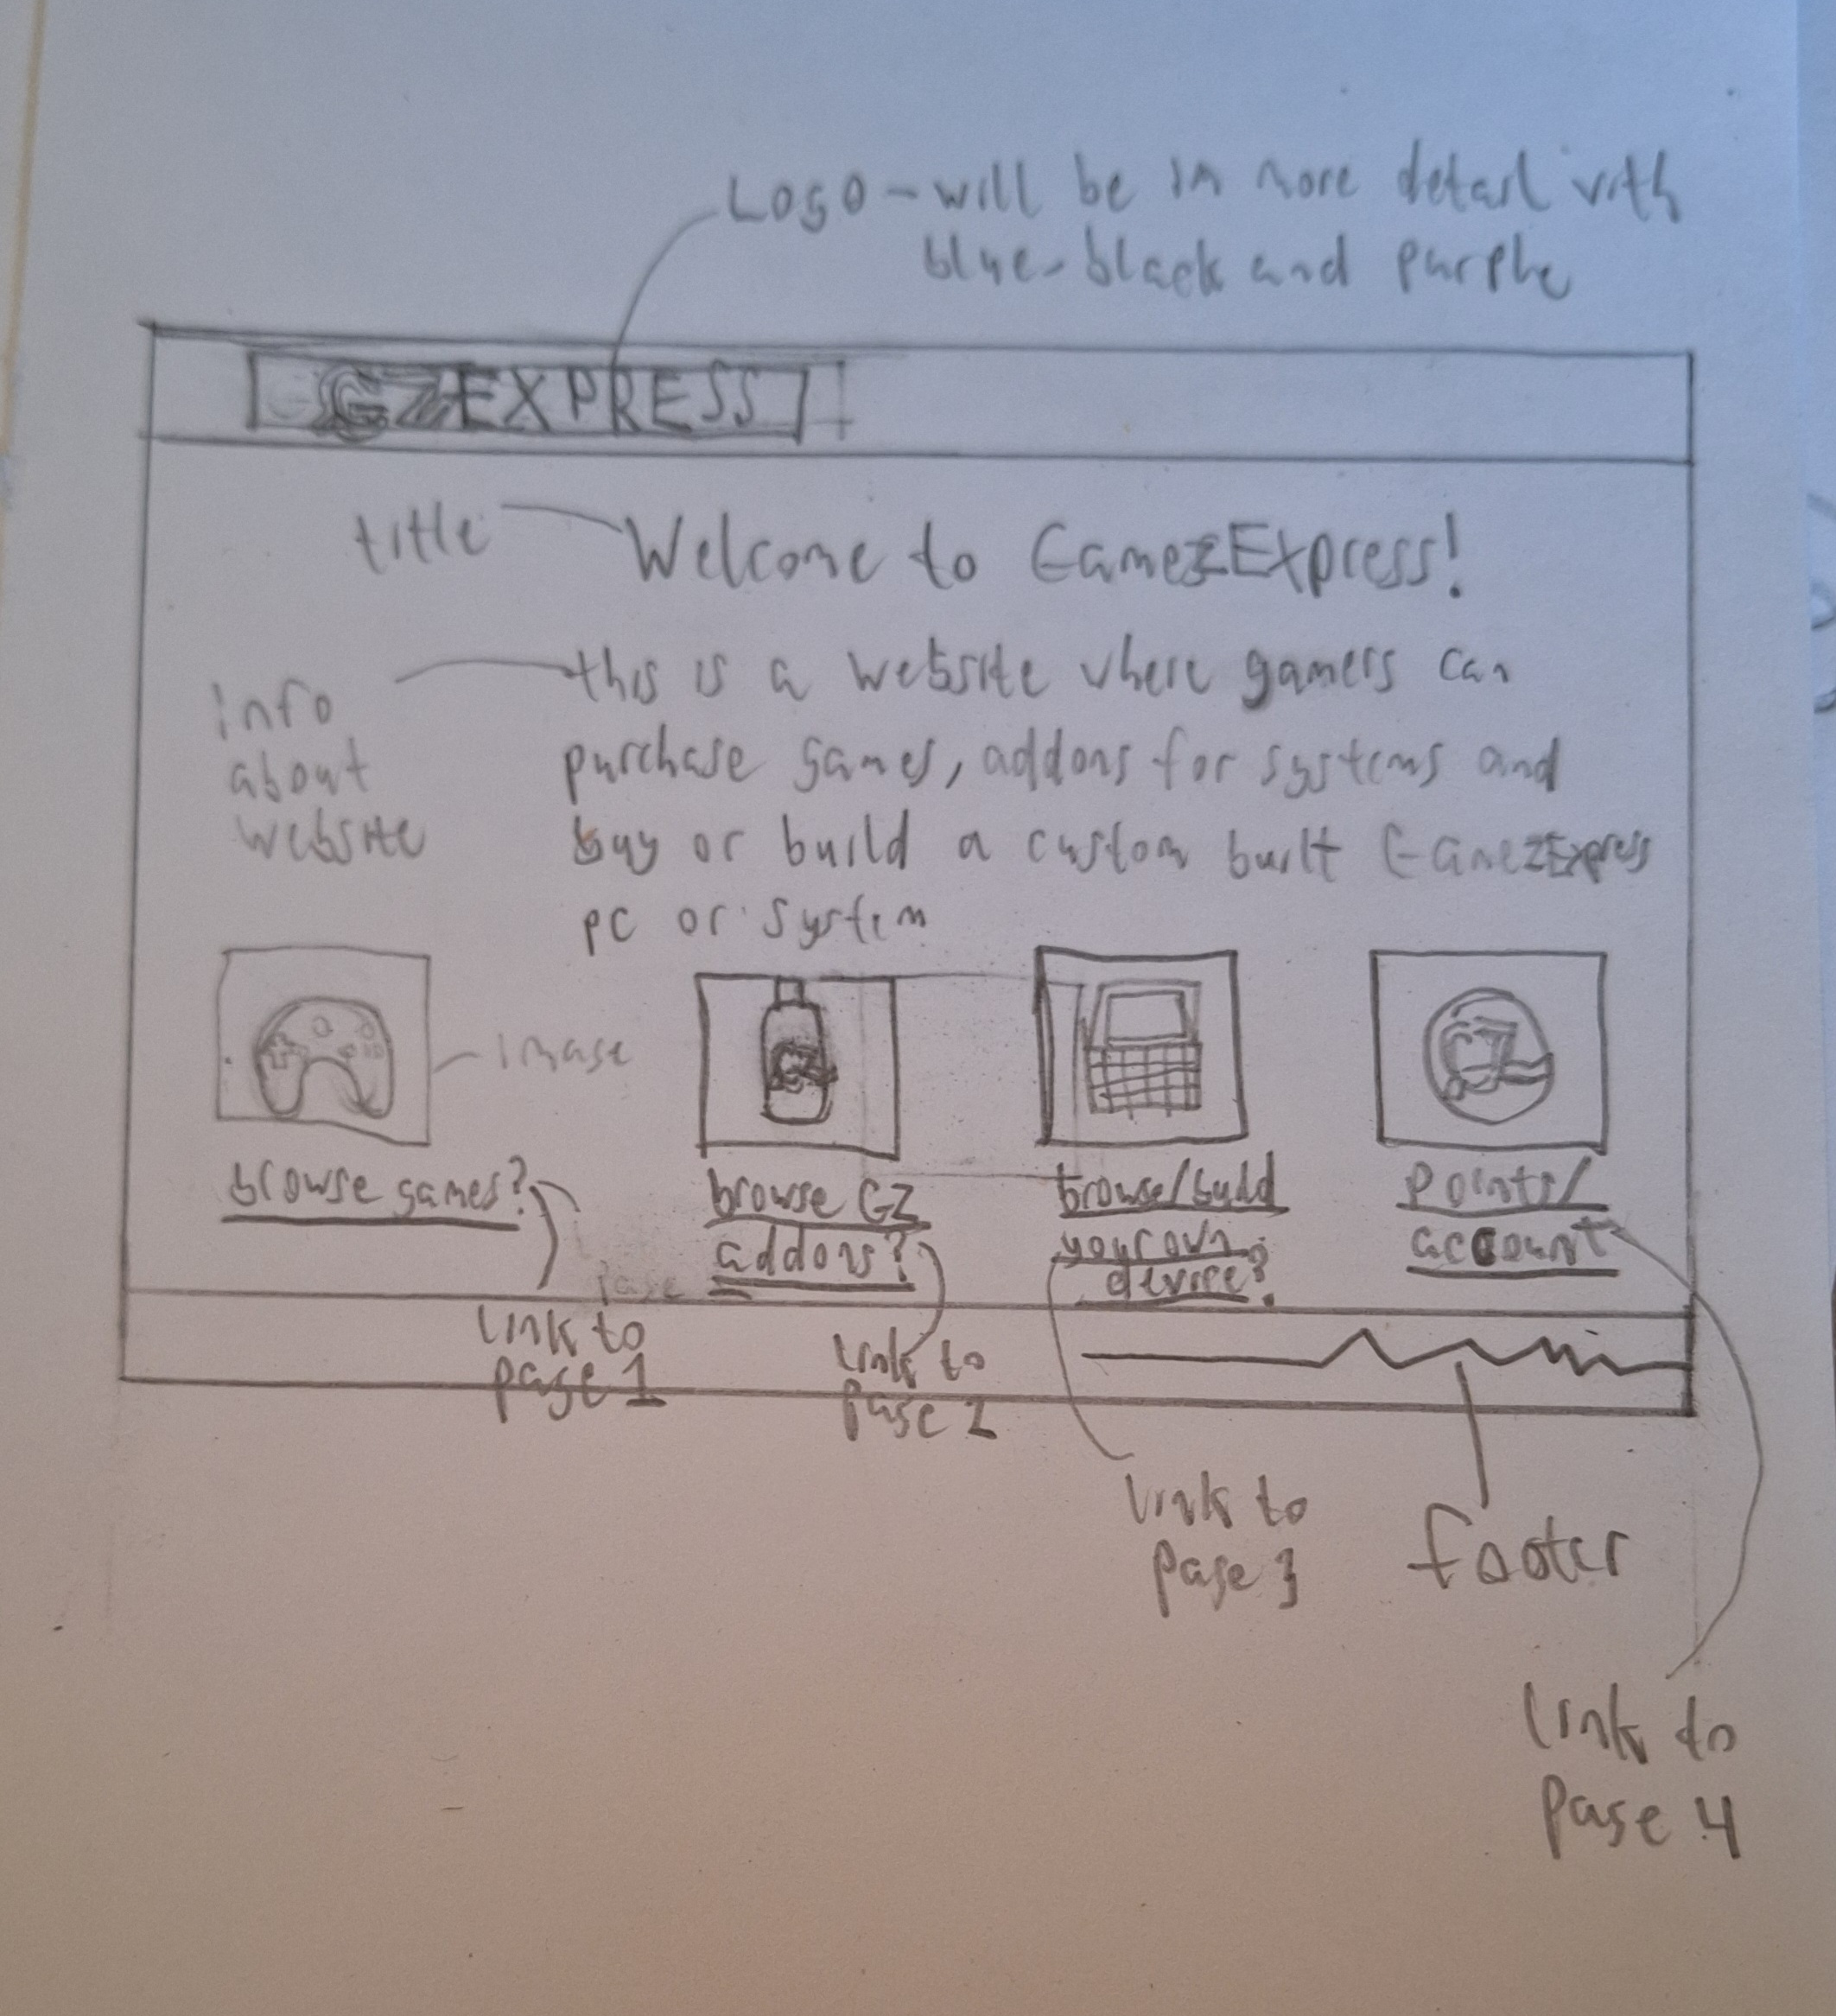 Logo - will be in more detail with
blue-black and purple
GZEXPRESS
title
Welcome to GamezExpress!
info
about
website
this is a website where gamers can
purchase games, addons for systems and
buy or build a custom built GamezExpress
pc or system
image
GZ
GZ
browse games?
browse GZ
addons?
browse/build
your own
device?
points/
account
page
link to
page 1
link to
page 2
link to
page 3
footer
link to
page 4